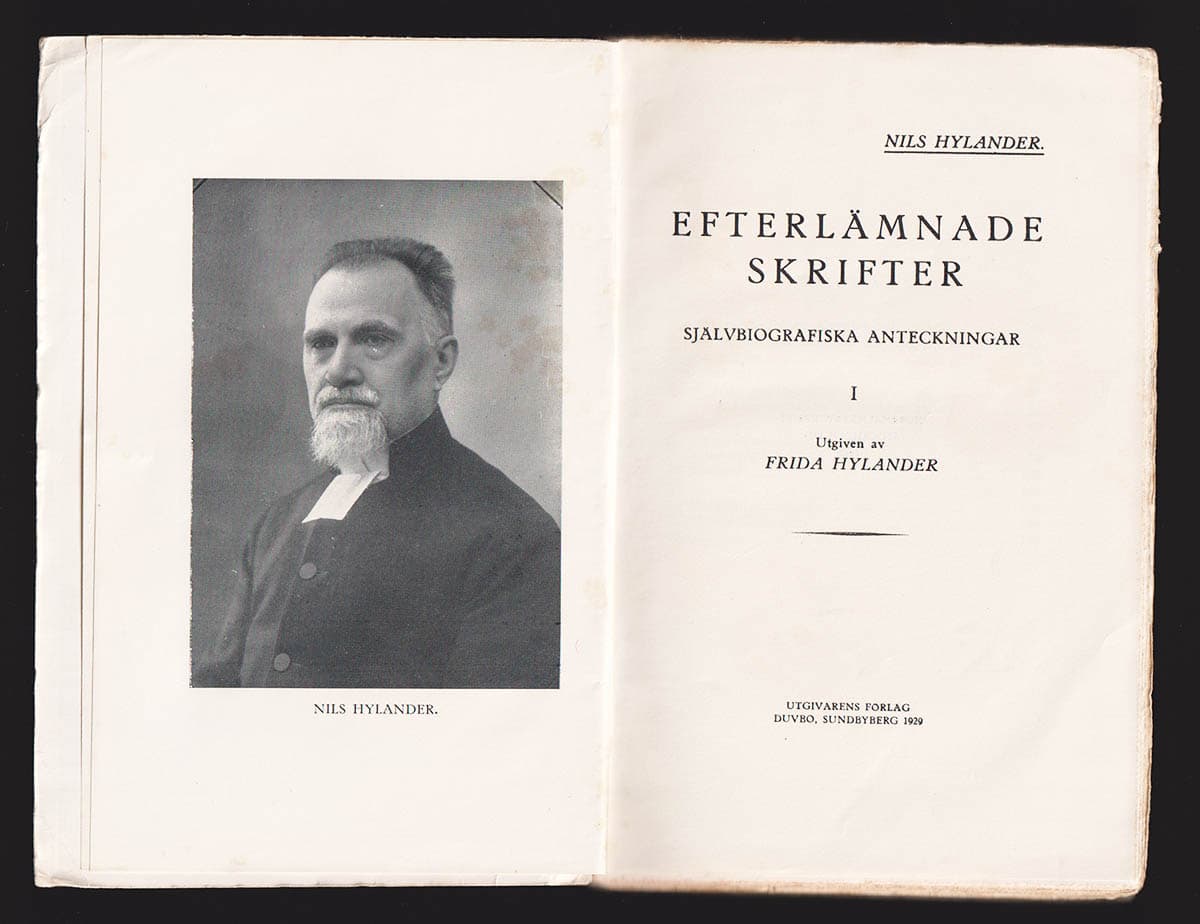 NILS HYLANDER.
NILS HYLANDER.
EFTERLÄMNADE
SKRIFTER
SJÄLVBIOGRAFISKA ANTECKNINGAR
I
Utgiven av
FRIDA HYLANDER
UTGIVARENS FÖRLAG
DUVBO, SUNDBYBERG 1929